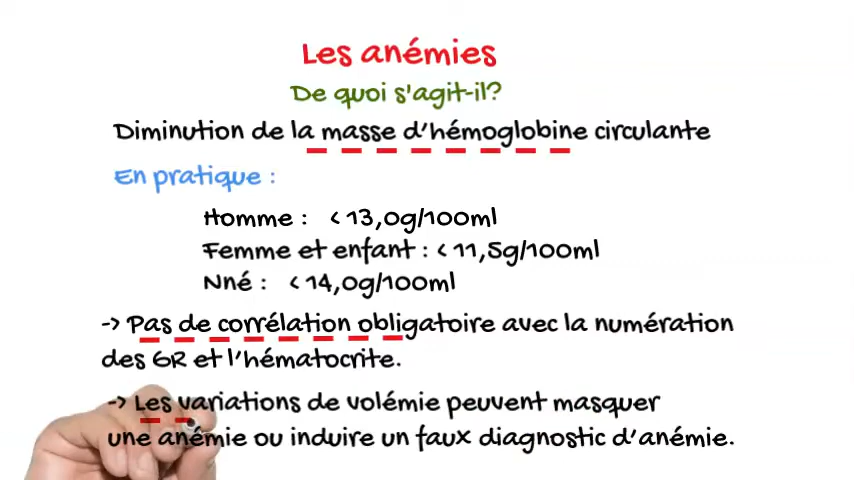 Les anémies
De quoi s'agit-il?
Diminution de la masse d'hémoglobine circulante
En pratique :
Homme : < 13,0g/100ml
Femme et enfant : < 11,5g/100ml
Nné : < 14,0g/100ml
-> Pas de corrélation obligatoire avec la numération
des GR et l'hématocrite.
-> Les variations de volémie peuvent masquer
une anémie ou induire un faux diagnostic d'anémie.